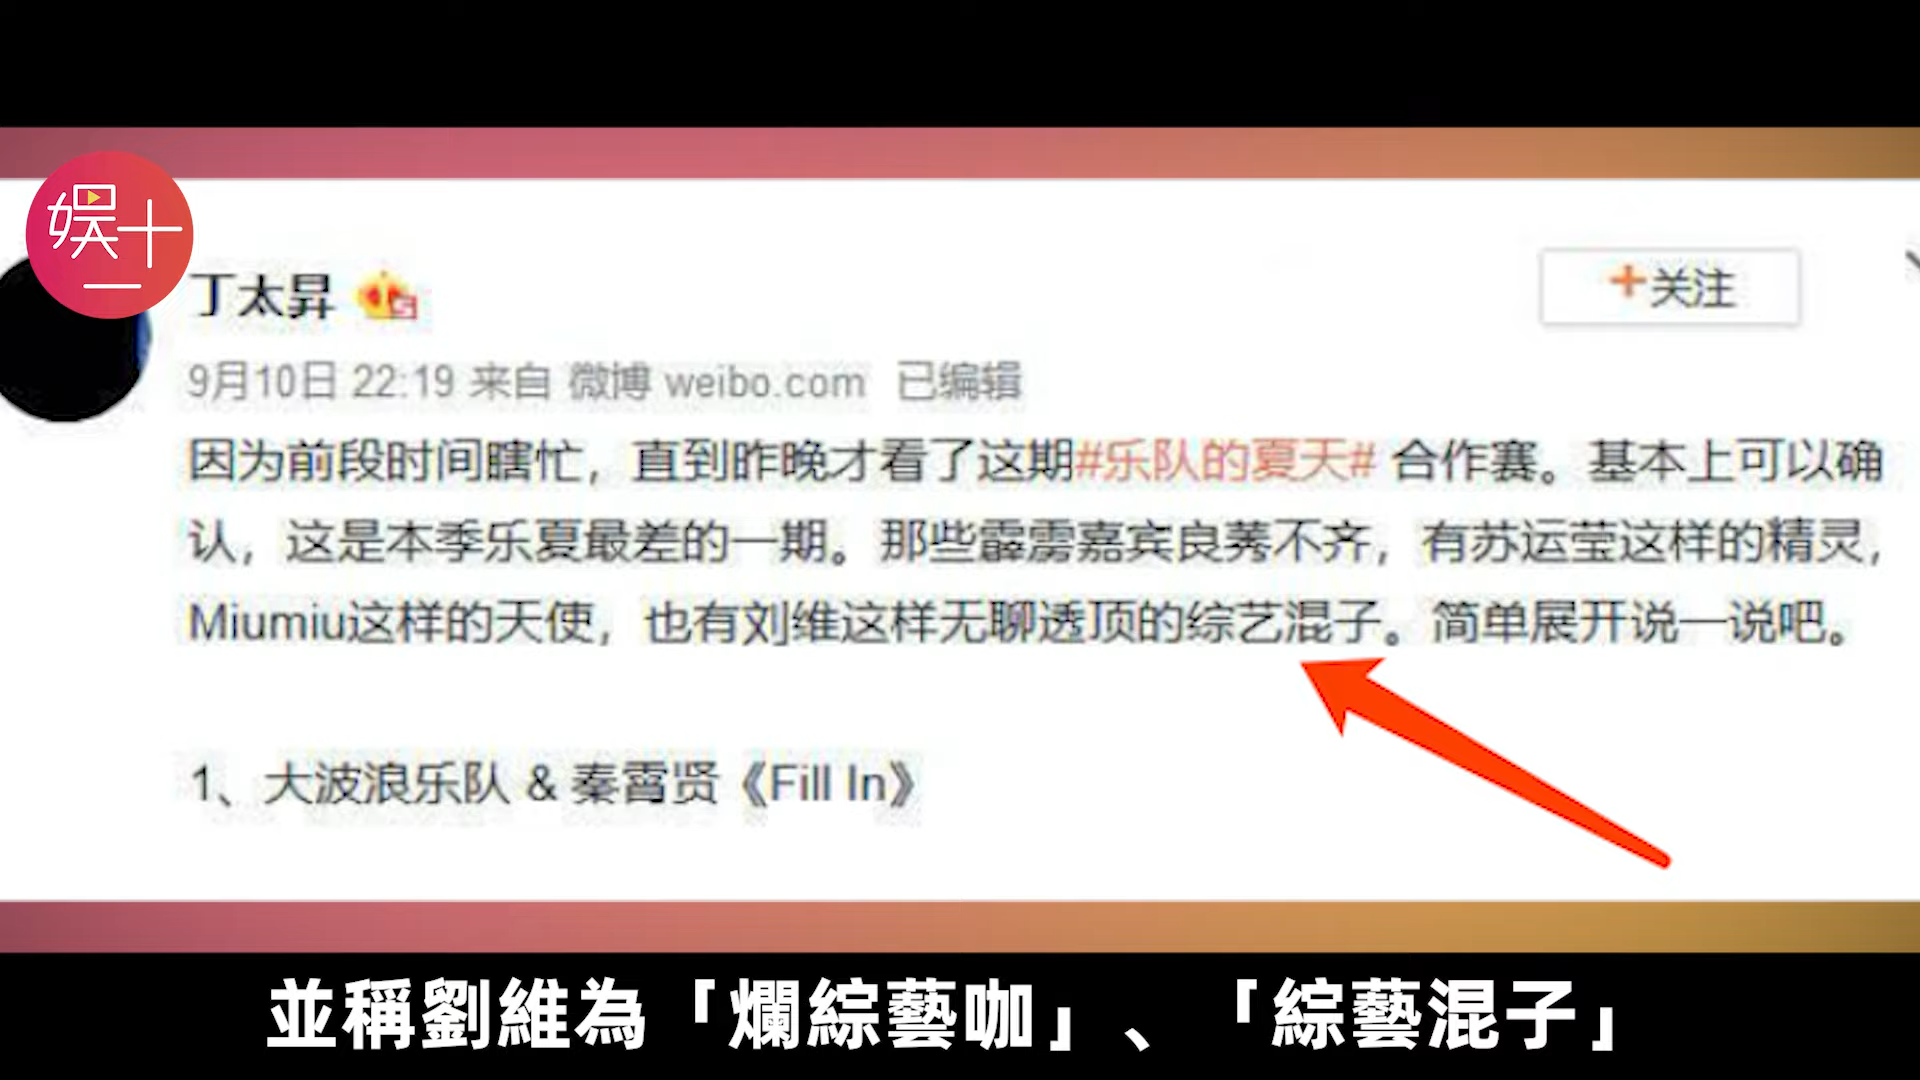 娱十一
丁太昇
+关注
9月10日 22:19 来自 微博 weibo.com 已编辑
因为前段时间瞎忙，直到昨晚才看了这期#乐队的夏天# 合作赛。基本上可以确
认，这是本季乐夏最差的一期。那些霹雳嘉宾良莠不齐，有苏运莹这样的精灵，
Miumiu这样的天使，也有刘维这样无聊透顶的综艺混子。简单展开说一说吧。
1、大波浪乐队 & 秦霄贤《Fill In》
並稱劉維為「爛綜藝咖」、「綜藝混子」